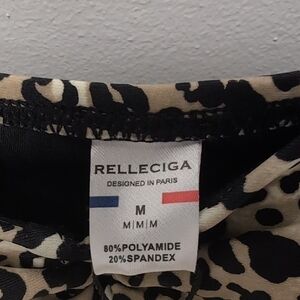 RELLECIGA
DESIGNED IN PARIS
M
M|M|M
80%POLYAMIDE
20%SPANDEX